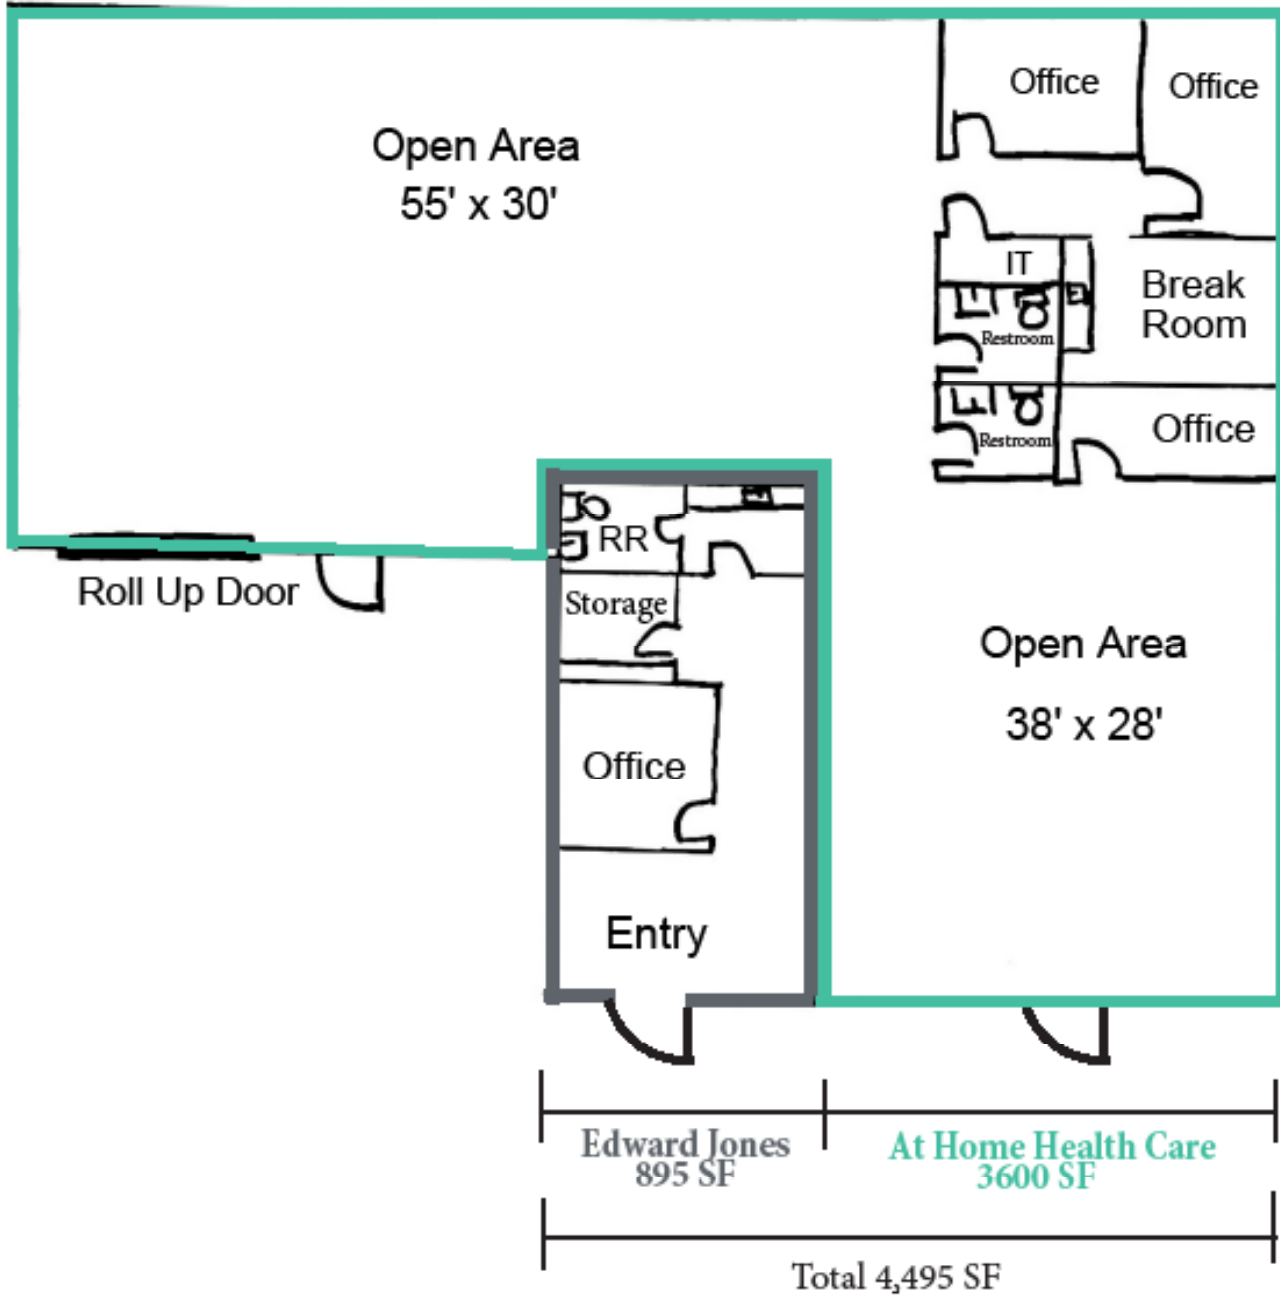 Office
Office
Open Area
55' x 30'
IT
Break
Room
Restroom
Office
Restroom
RR
Roll Up Door
Storage
Open Area
38' x 28'
Office
Entry
Edward Jones
895 SF
At Home Health Care
3600 SF
Total 4,495 SF